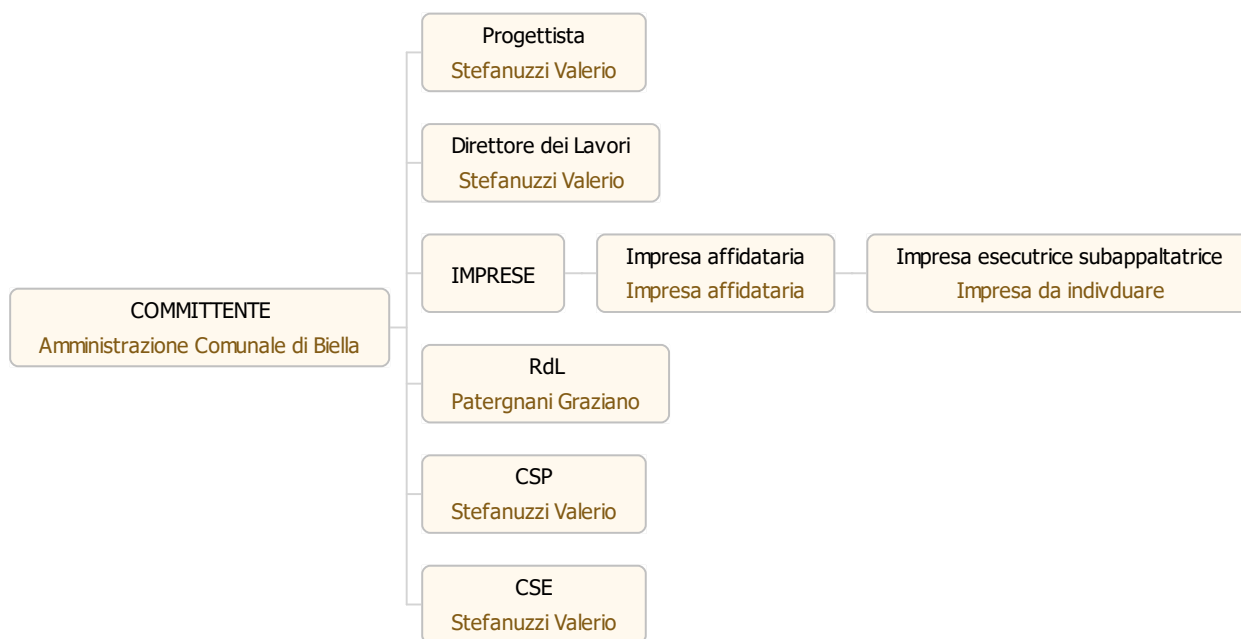 Progettista
Stefanuzzi Valerio
Direttore dei Lavori
Stefanuzzi Valerio
IMPRESE
Impresa affidataria
Impresa affidataria
Impresa esecutrice subappaltatrice
Impresa da indivduare
COMMITTENTE
Amministrazione Comunale di Biella
RdL
Patergnani Graziano
CSP
Stefanuzzi Valerio
CSE
Stefanuzzi Valerio